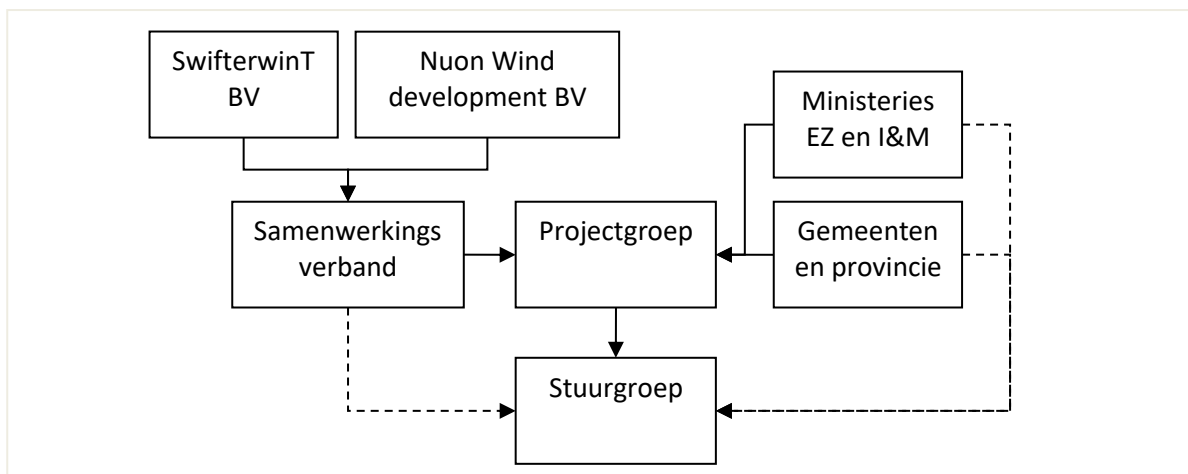 SwifterwinT
BV
Nuon Wind
development BV
Ministeries
EZ en I&M
Samenwerkings
verband
Projectgroep
Gemeenten
en provincie
Stuurgroep